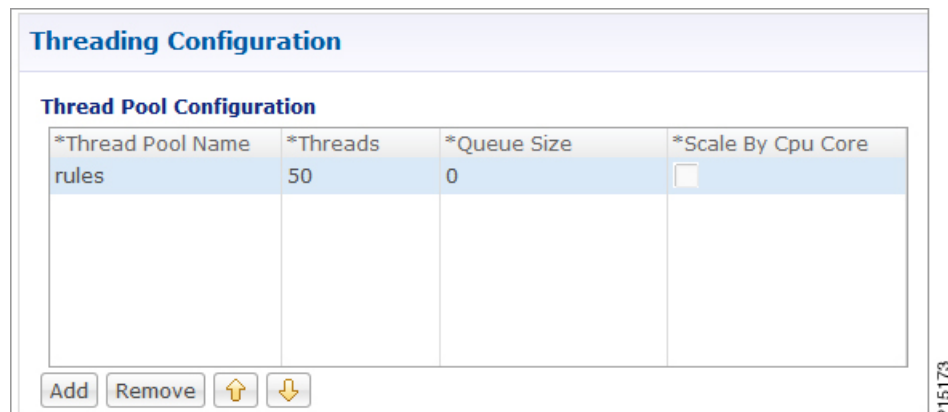 Threading Configuration
Thread Pool Configuration
*Thread Pool Name *Threads *Queue Size *Scale By Cpu Core
rules 50 0
Add Remove